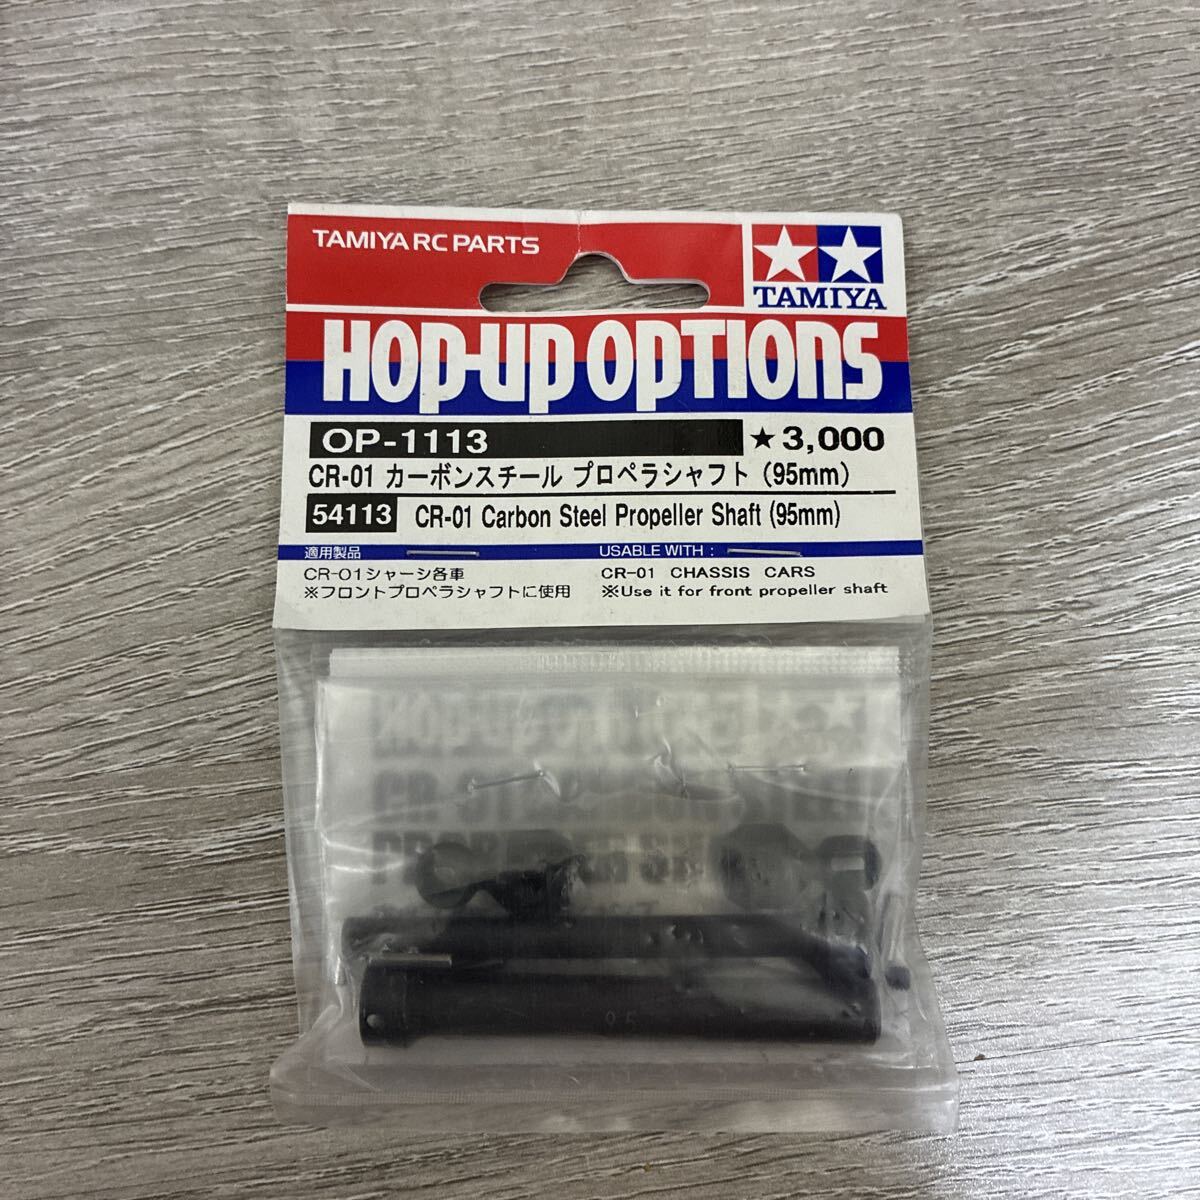 TAMIYA RC PARTS
TAMIYA
HOP-UP OPTIONS
OP-1113 ★3,000
CR-01 カーボンスチール プロペラシャフト (95mm)
54113 CR-01 Carbon Steel Propeller Shaft (95mm)
適用製品
CR-01シャーシ各車
※フロントプロペラシャフトに使用
USABLE WITH :
CR-01 CHASSIS CARS
※Use it for front propeller shaft
95